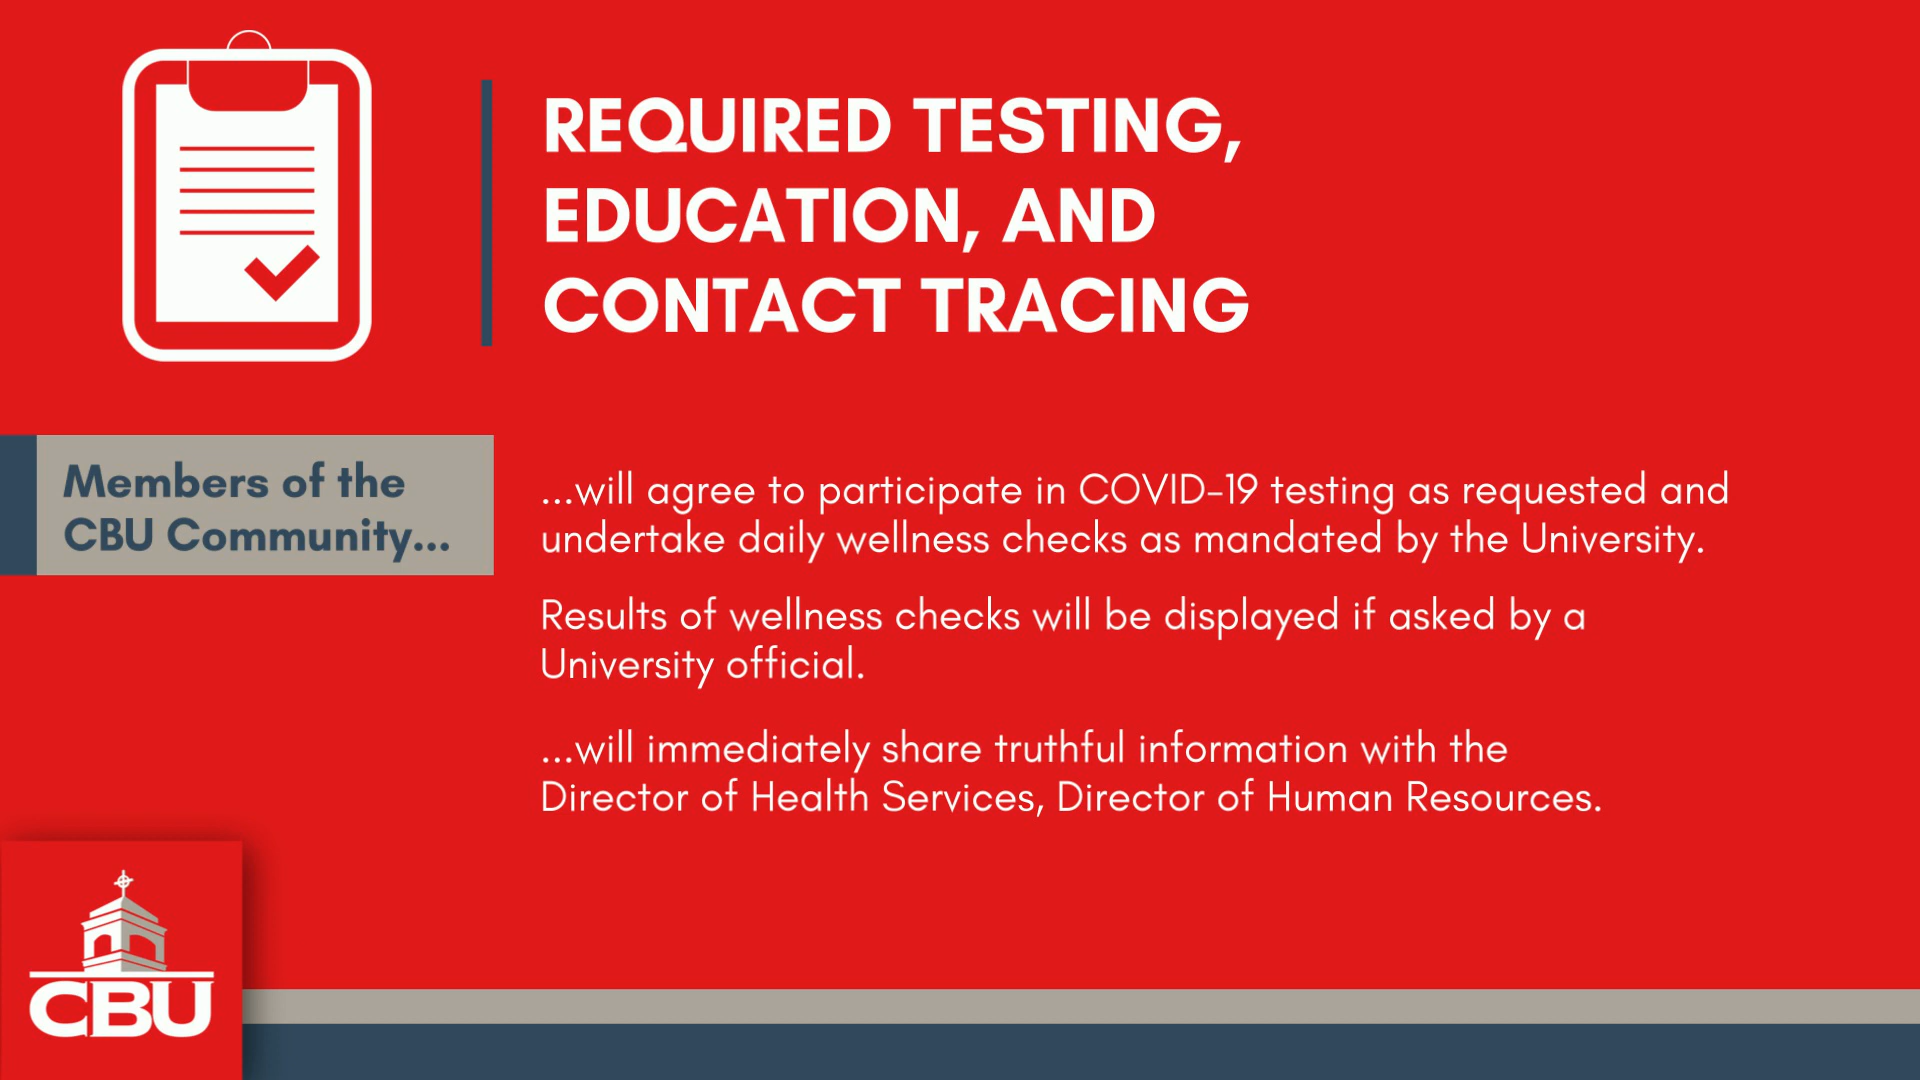 REQUIRED TESTING,
EDUCATION, AND
CONTACT TRACING
Members of the
CBU Community...
...will agree to participate in COVID-19 testing as requested and
undertake daily wellness checks as mandated by the University.
Results of wellness checks will be displayed if asked by a
University official.
...will immediately share truthful information with the
Director of Health Services, Director of Human Resources.
CBU